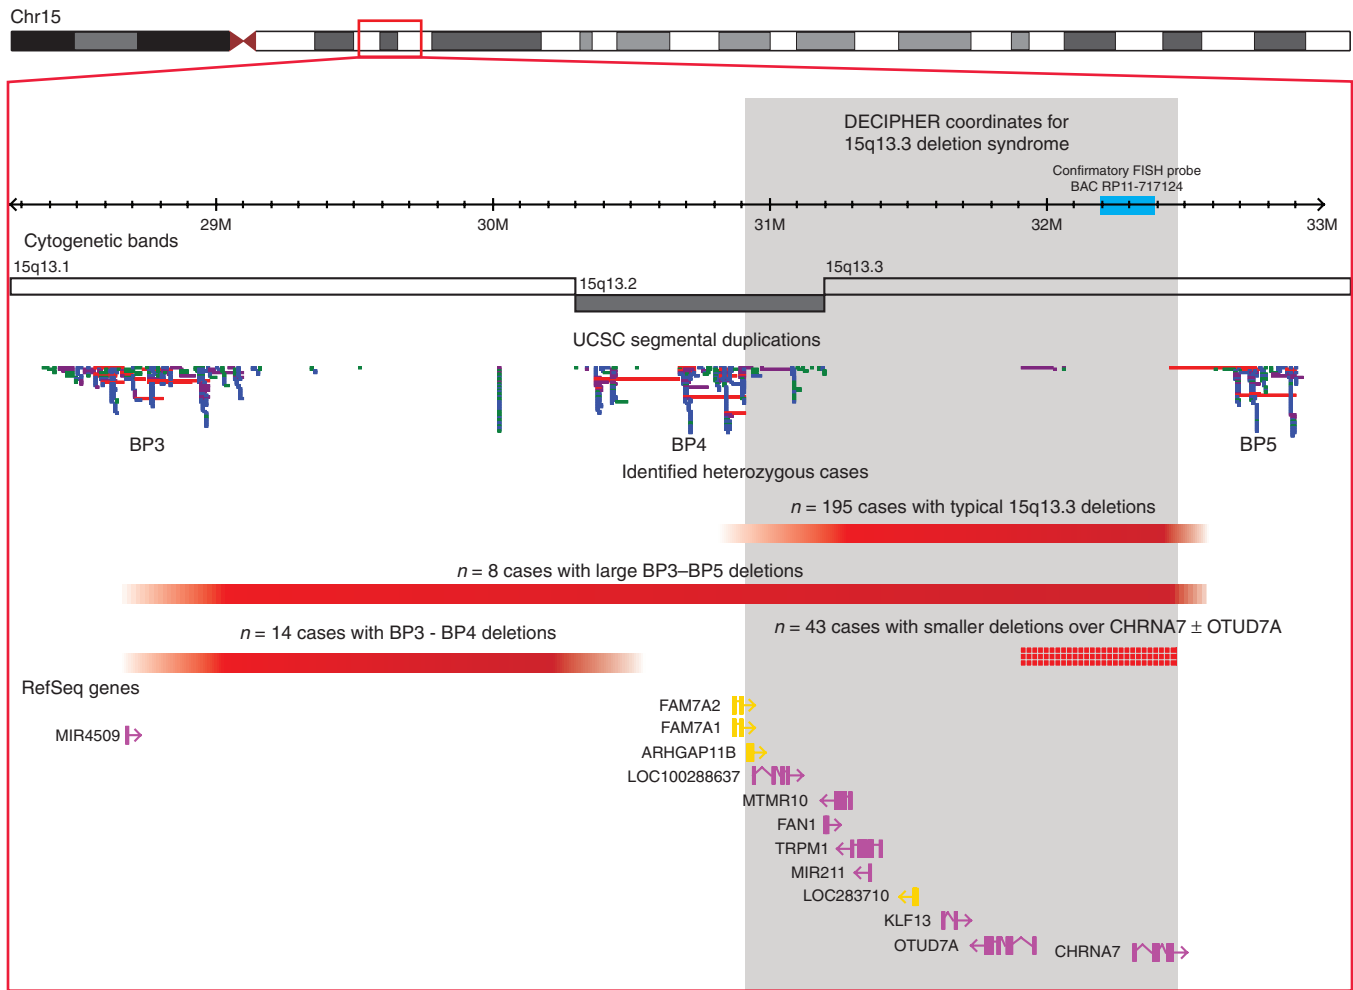 Chr15
DECIPHER coordinates for
15q13.3 deletion syndrome
Confirmatory FISH probe
BAC RP11-717124
29M
30M
31M
32M
33M
Cytogenetic bands
15q13.1
15q13.2
15q13.3
UCSC segmental duplications
BP3
BP4
BP5
Identified heterozygous cases
n = 195 cases with typical 15q13.3 deletions
n = 8 cases with large BP3–BP5 deletions
n = 14 cases with BP3 - BP4 deletions
n = 43 cases with smaller deletions over CHRNA7 ± OTUD7A
RefSeq genes
FAM7A2
FAM7A1
MIR4509
ARHGAP11B
LOC100288637
MTMR10
FAN1
TRPM1
MIR211
LOC283710
KLF13
OTUD7A
CHRNA7